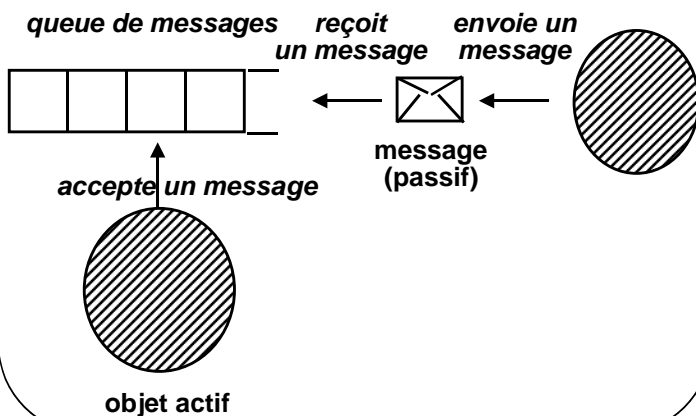 queue de messages
reçoit
un message
envoie un
message
message
(passif)
accepte un message
objet actif